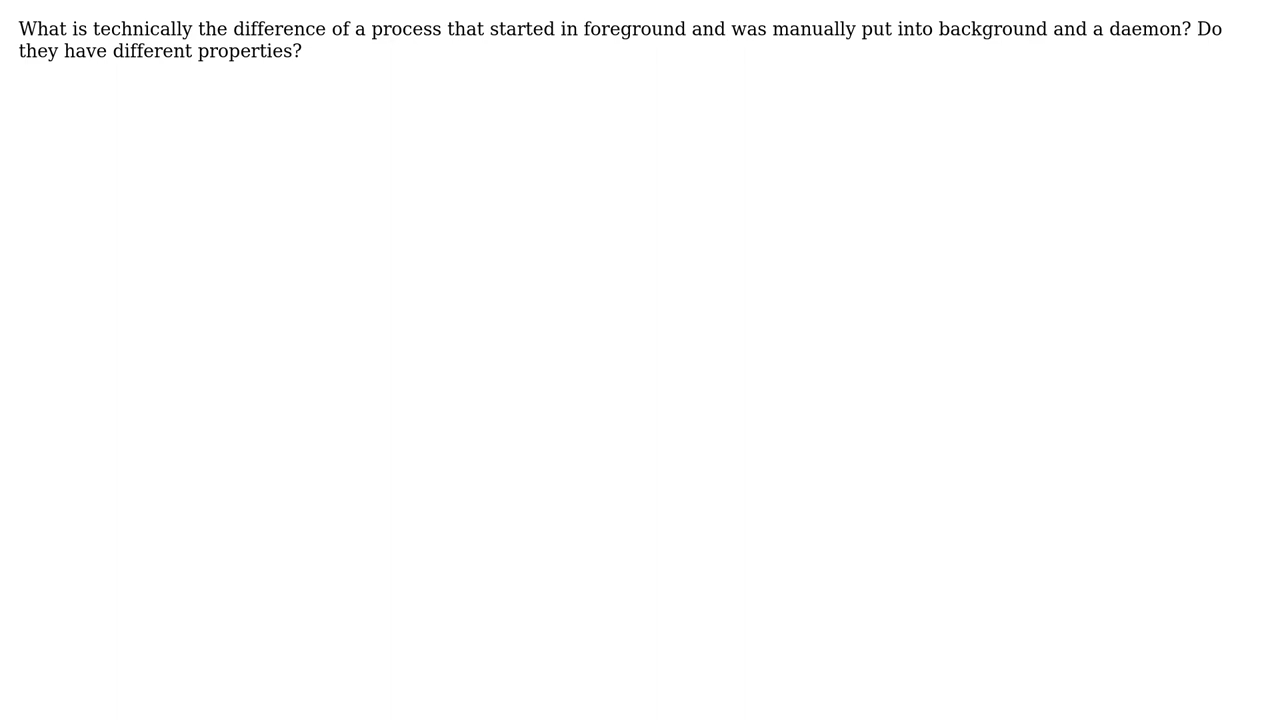 What is technically the difference of a process that started in foreground and was manually put into background and a daemon? Do
they have different properties?